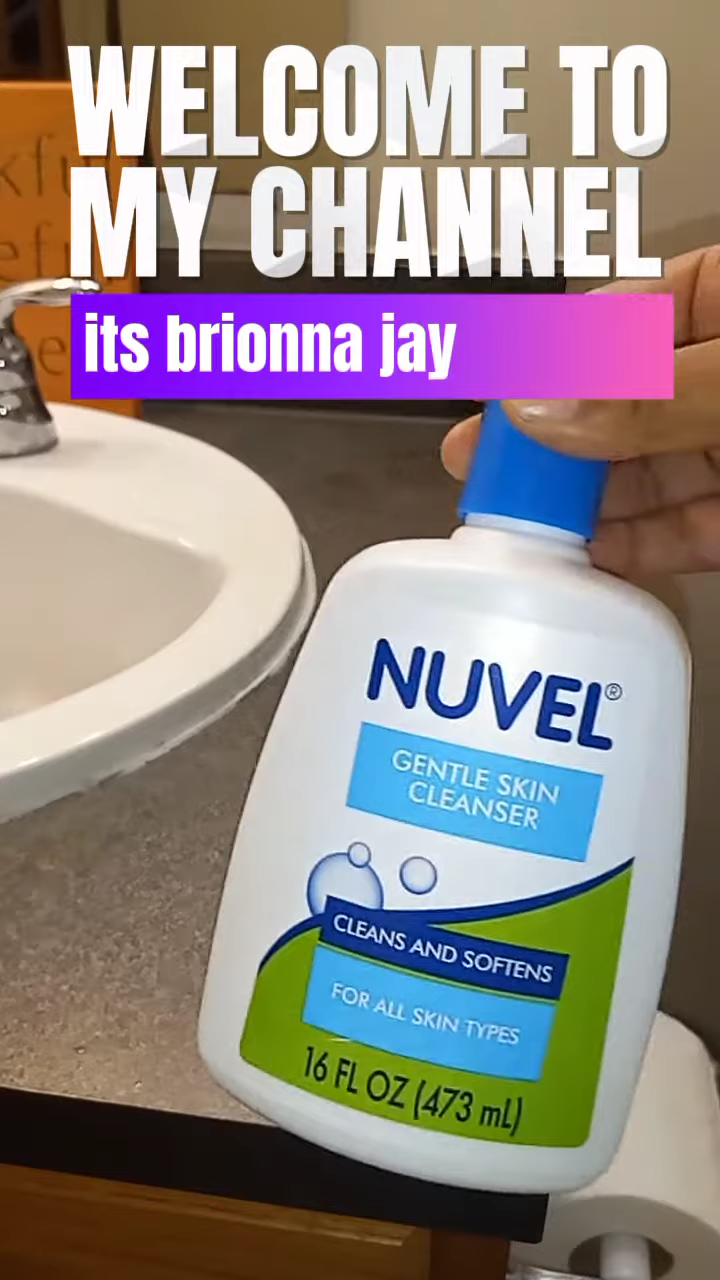 WELCOME TO
MY CHANNEL
its brionna jay
NUVEL®
GENTLE SKIN
CLEANSER
CLEANS AND SOFTENS
FOR ALL SKIN TYPES
16 FL OZ (473 mL)